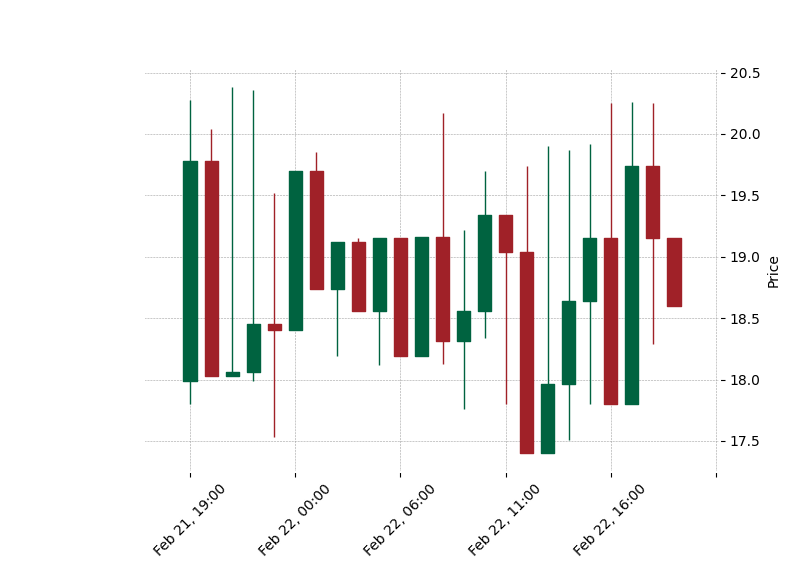 20.5
20.0
19.5
19.0
18.5
18.0
17.5
Price
Feb 21, 19:00
Feb 22, 00:00
Feb 22, 06:00
Feb 22, 11:00
Feb 22, 16:00